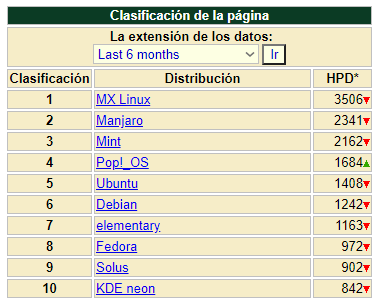 Clasificación de la página
La extensión de los datos:
Last 6 months Ir
Clasificación Distribución HPD*
1 MX Linux 3506
2 Manjaro 2341
3 Mint 2162
4 Pop!_OS 1684
5 Ubuntu 1408
6 Debian 1242
7 elementary 1163
8 Fedora 972
9 Solus 902
10 KDE neon 842